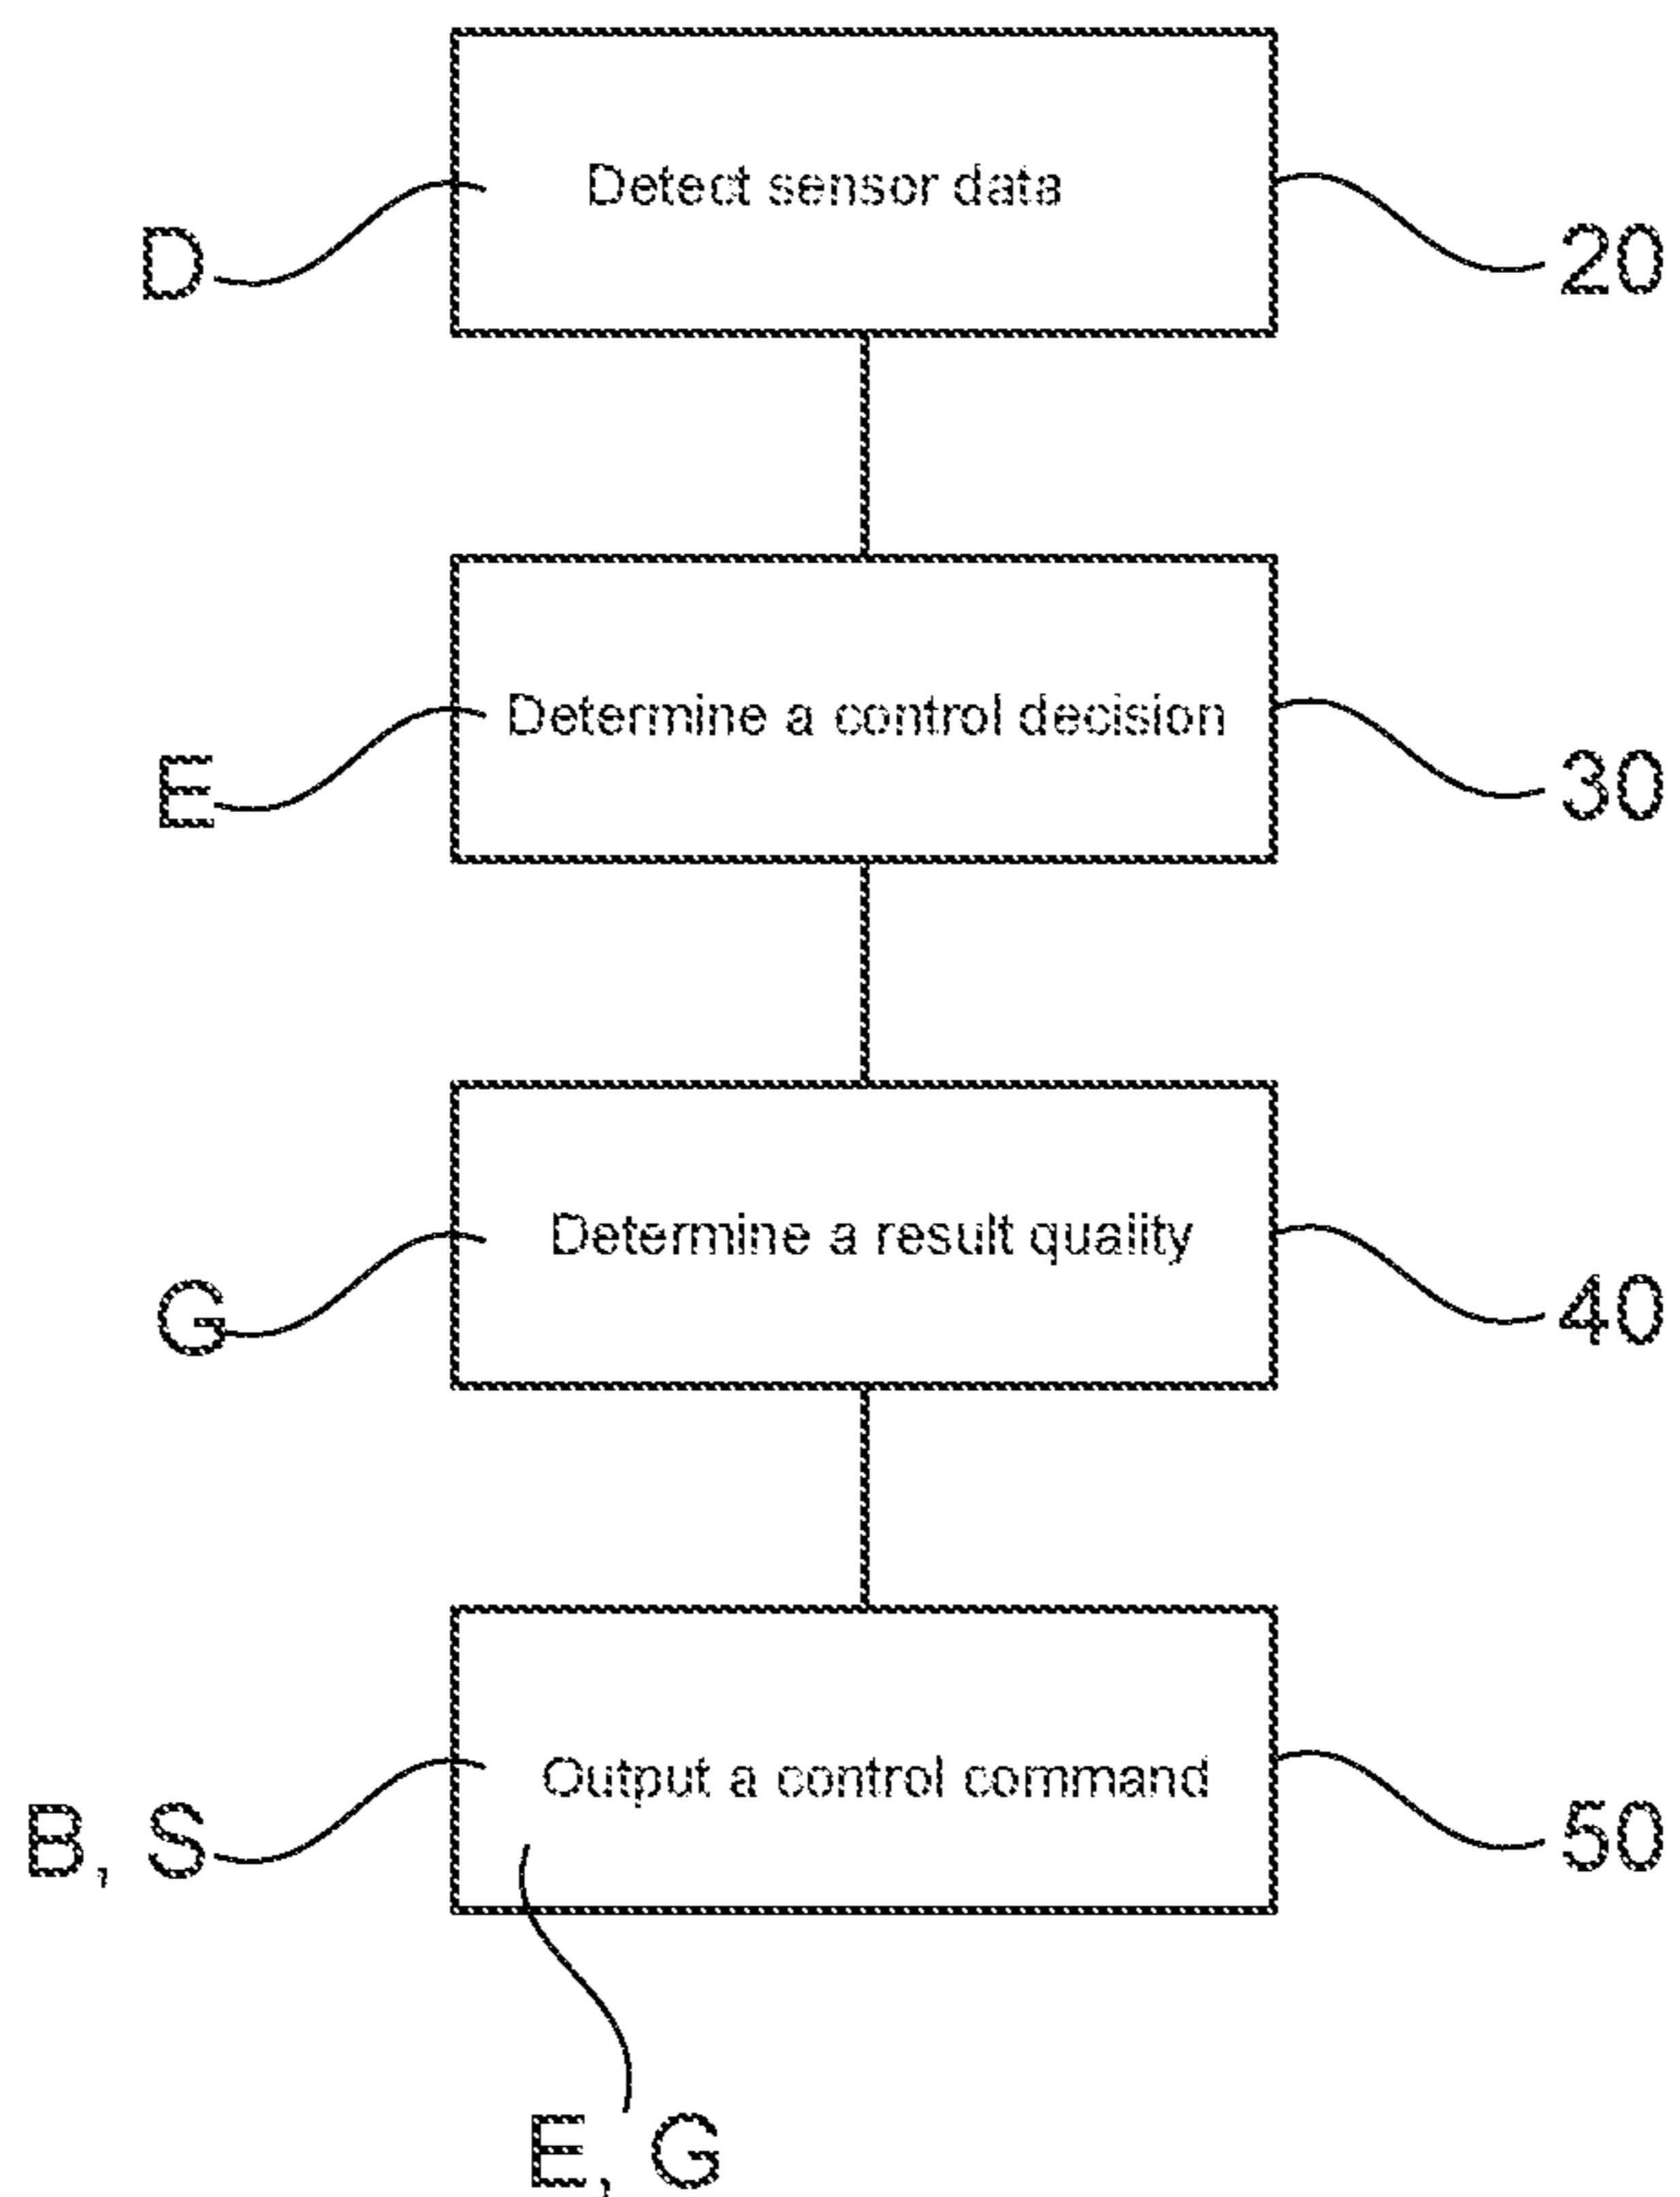 Detect sensor data
D
20
Determine a control decision
E
30
Determine a result quality
G
40
Output a control command
B, S
50
E, G